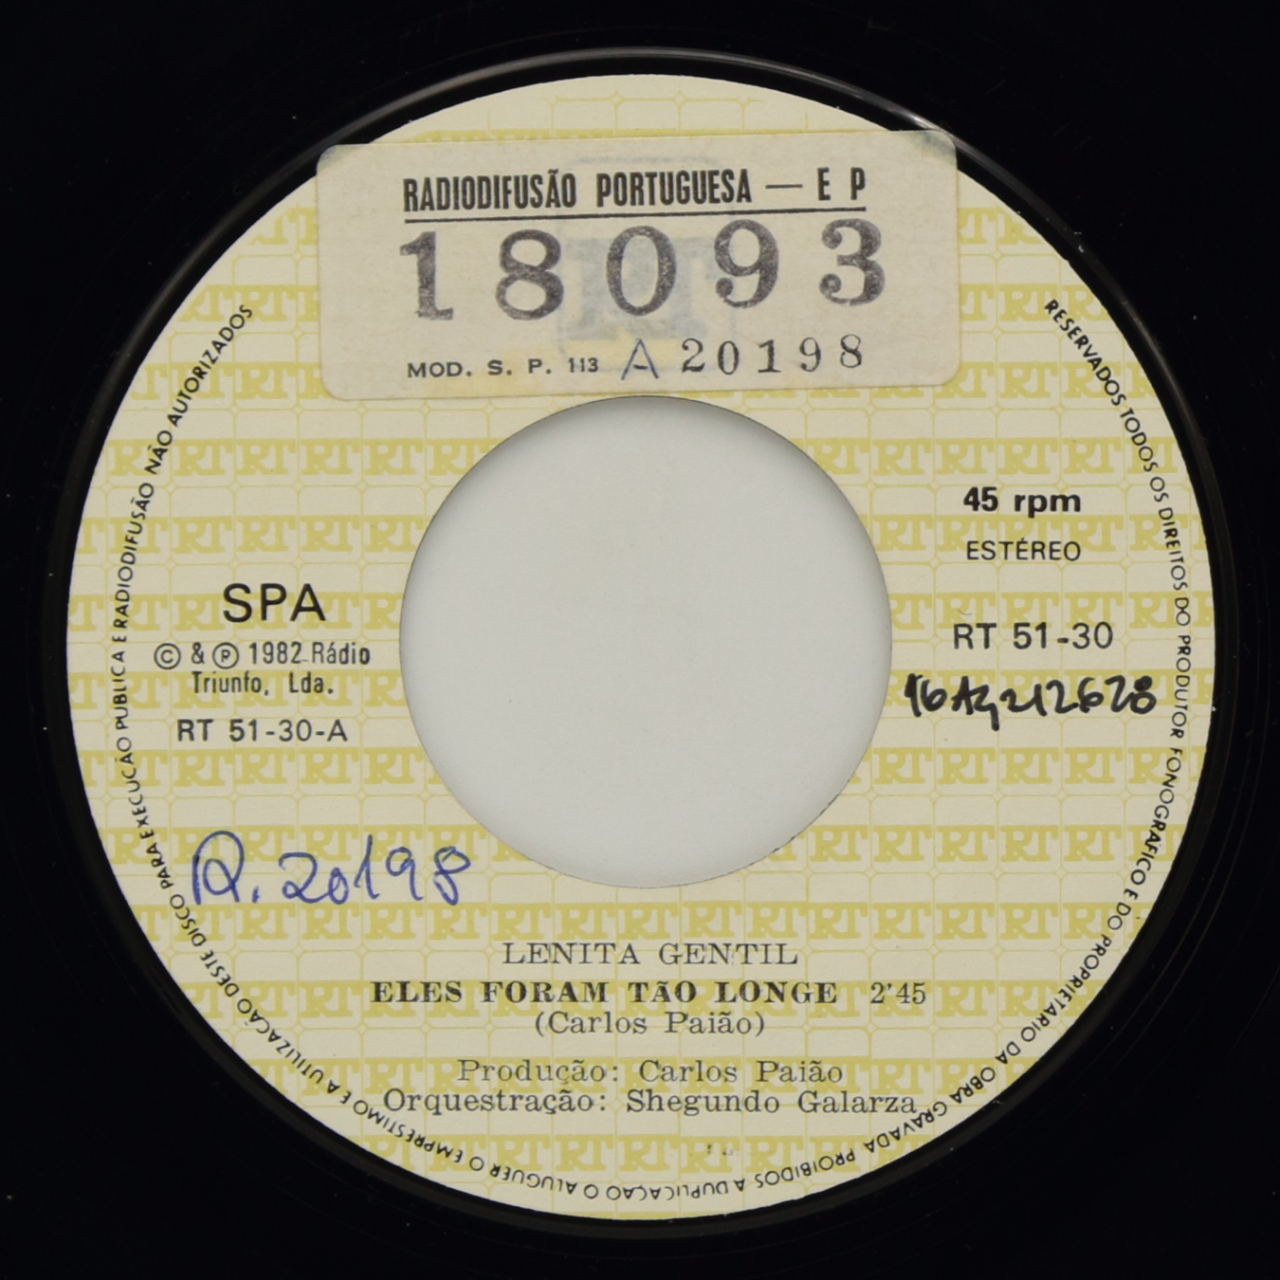 RADIODIFUSÃO PORTUGUESA — E P
18093
MOD. S. P. 113 A 20198
45 rpm
ESTÉREO
SPA
© & ℗ 1982 Rádio
Triunfo, Lda.
RT 51-30-A
RT 51-30
R. 20198
LENITA GENTIL
ELES FORAM TÃO LONGE 2'45
(Carlos Paião)
Produção: Carlos Paião
Orquestração: Shegundo Galarza
RESERVADOS TODOS OS DIREITOS DO PRODUTOR FONOGRAFICO E DO PROPRIETARIO DA OBRA GRAVADA PROIBIDOS A DUPLICAÇAO O ALUGUER O EMPRESTIMO E A UTILIZAÇAO DESTE DISCO PARA EXECUCAO PUBLICA E RADIODIFUSÃO NÃO AUTORIZADOS